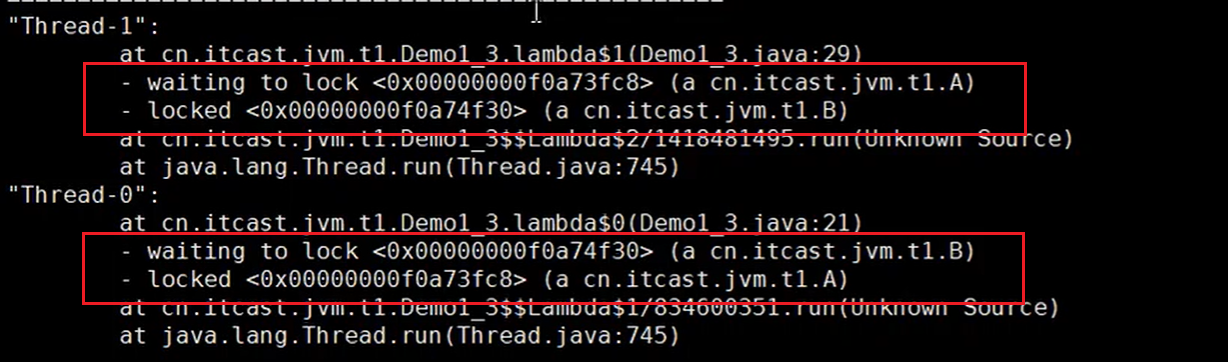 "Thread-1":
at cn.itcast.jvm.t1.Demo1_3.lambda$1(Demo1_3.java:29)
- waiting to lock <0x00000000f0a73fc8> (a cn.itcast.jvm.t1.A)
- locked <0x00000000f0a74f30> (a cn.itcast.jvm.t1.B)
at cn.itcast.jvm.t1.Demo1_3$$Lambda$2/1418481495.run(Unknown Source)
at java.lang.Thread.run(Thread.java:745)
"Thread-0":
at cn.itcast.jvm.t1.Demo1_3.lambda$0(Demo1_3.java:21)
- waiting to lock <0x00000000f0a74f30> (a cn.itcast.jvm.t1.B)
- locked <0x00000000f0a73fc8> (a cn.itcast.jvm.t1.A)
at cn.itcast.jvm.t1.Demo1_3$$Lambda$1/834600351.run(Unknown Source)
at java.lang.Thread.run(Thread.java:745)